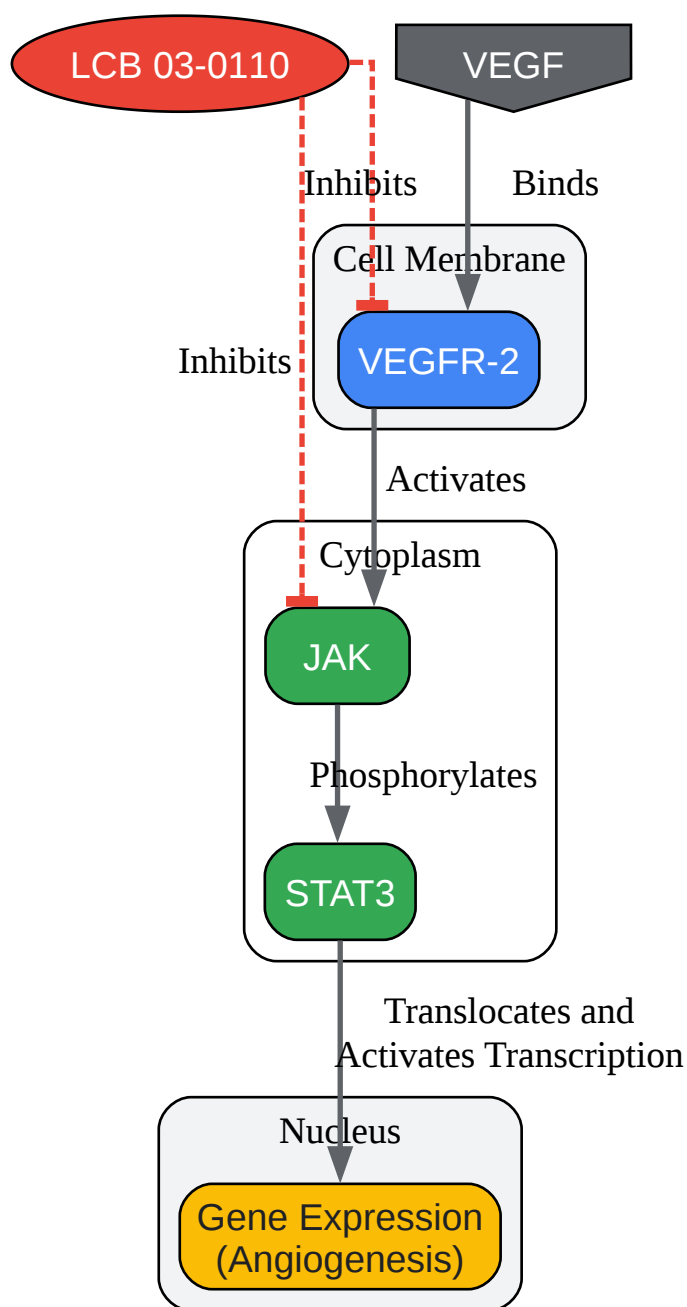 LCB 03-0110
VEGF
Inhibits
Binds
Cell Membrane
VEGFR-2
Inhibits
Activates
Cytoplasm
JAK
Phosphorylates
STAT3
Translocates and
Activates Transcription
Nucleus
Gene Expression
(Angiogenesis)